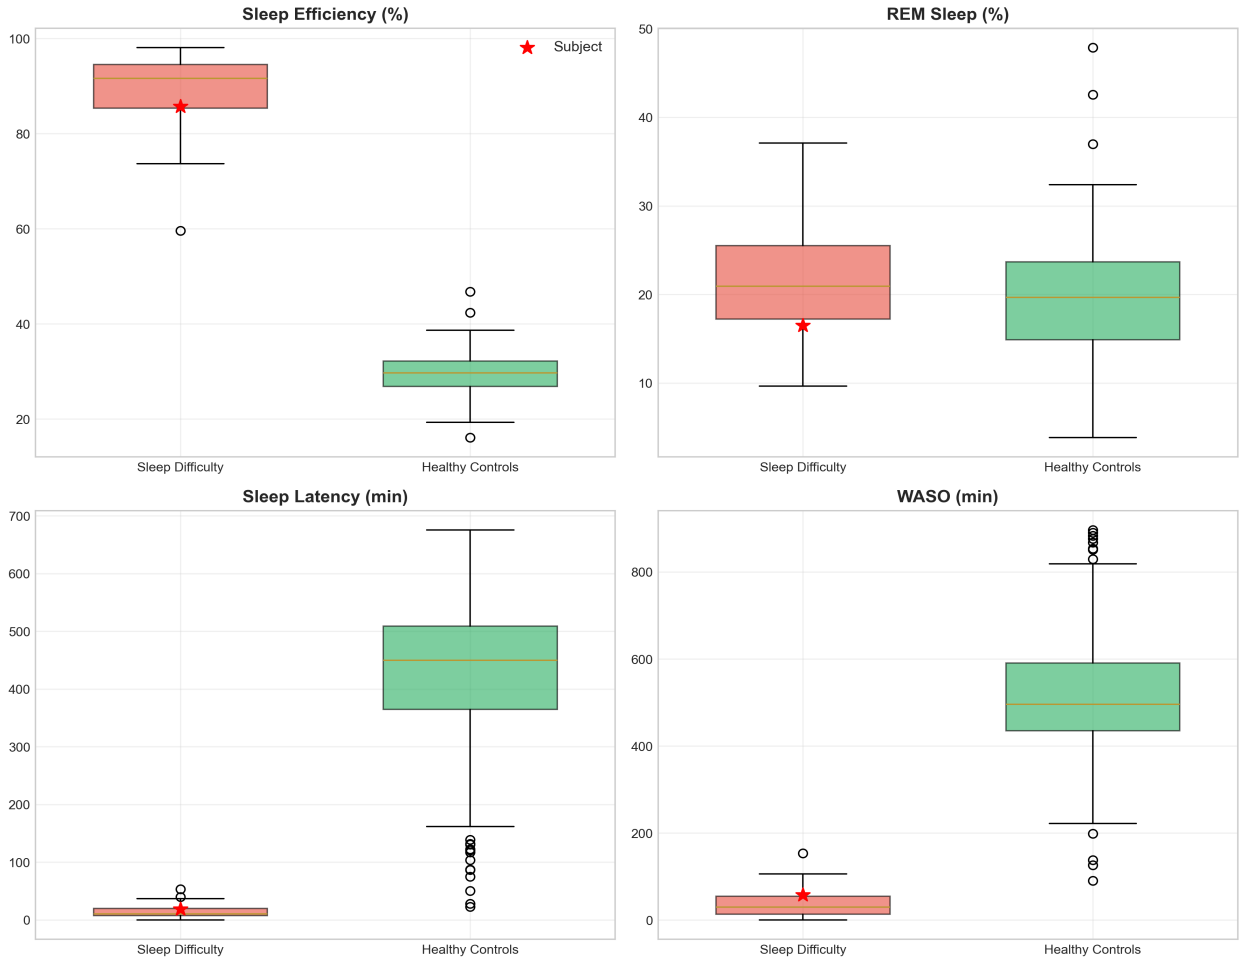 Sleep Efficiency (%)
100
80
60
40
20
Subject
Sleep Difficulty
Healthy Controls
REM Sleep (%)
50
40
30
20
10
Sleep Difficulty
Healthy Controls
Sleep Latency (min)
700
600
500
400
300
200
100
0
Sleep Difficulty
Healthy Controls
WASO (min)
800
600
400
200
0
Sleep Difficulty
Healthy Controls